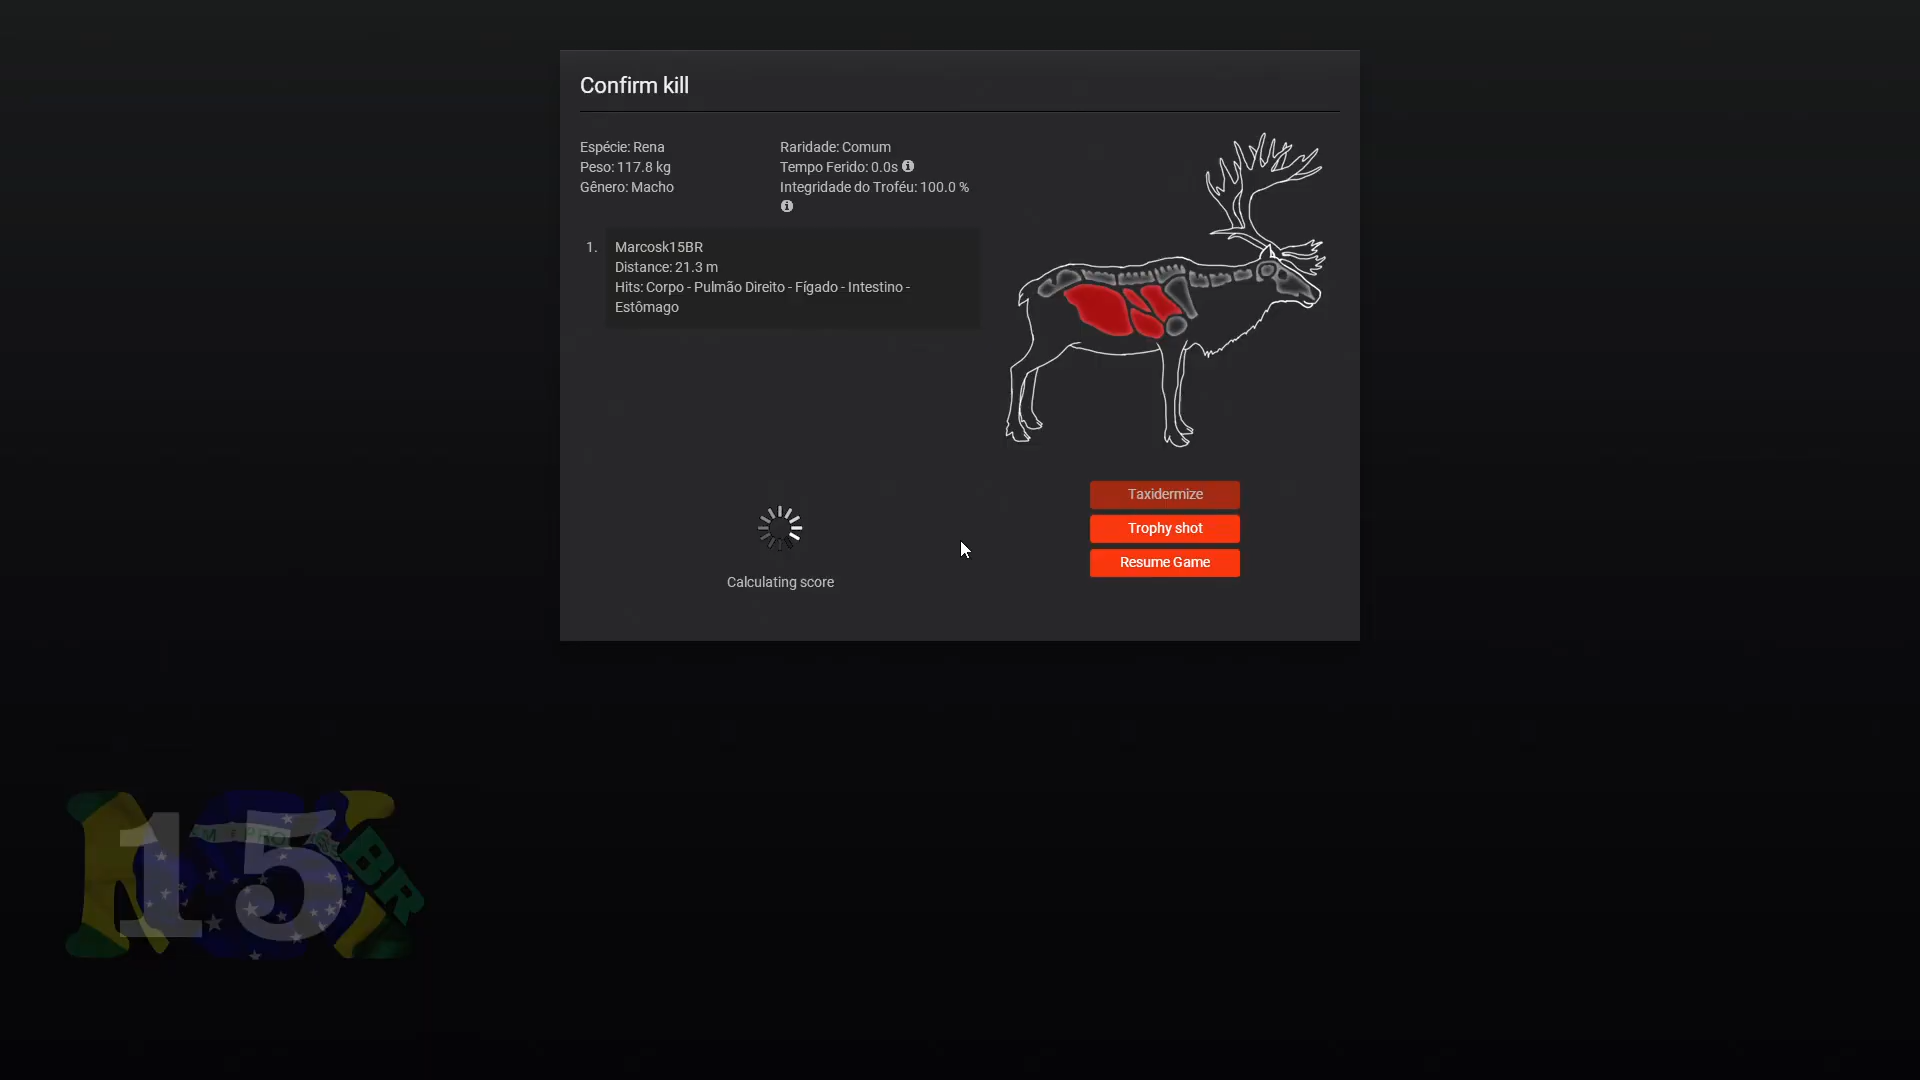 Confirm kill
Espécie: Rena
Peso: 117.8 kg
Gênero: Macho
Raridade: Comum
Tempo Ferido: 0.0s
Integridade do Troféu: 100.0 %
1.
Marcosk15BR
Distance: 21.3 m
Hits: Corpo - Pulmão Direito - Fígado - Intestino -
Estômago
Taxidermize
Trophy shot
Resume Game
Calculating score
15
BR